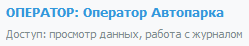 ОПЕРАТОР: Оператор Автопарка
Доступ: просмотр данных, работа с журналом